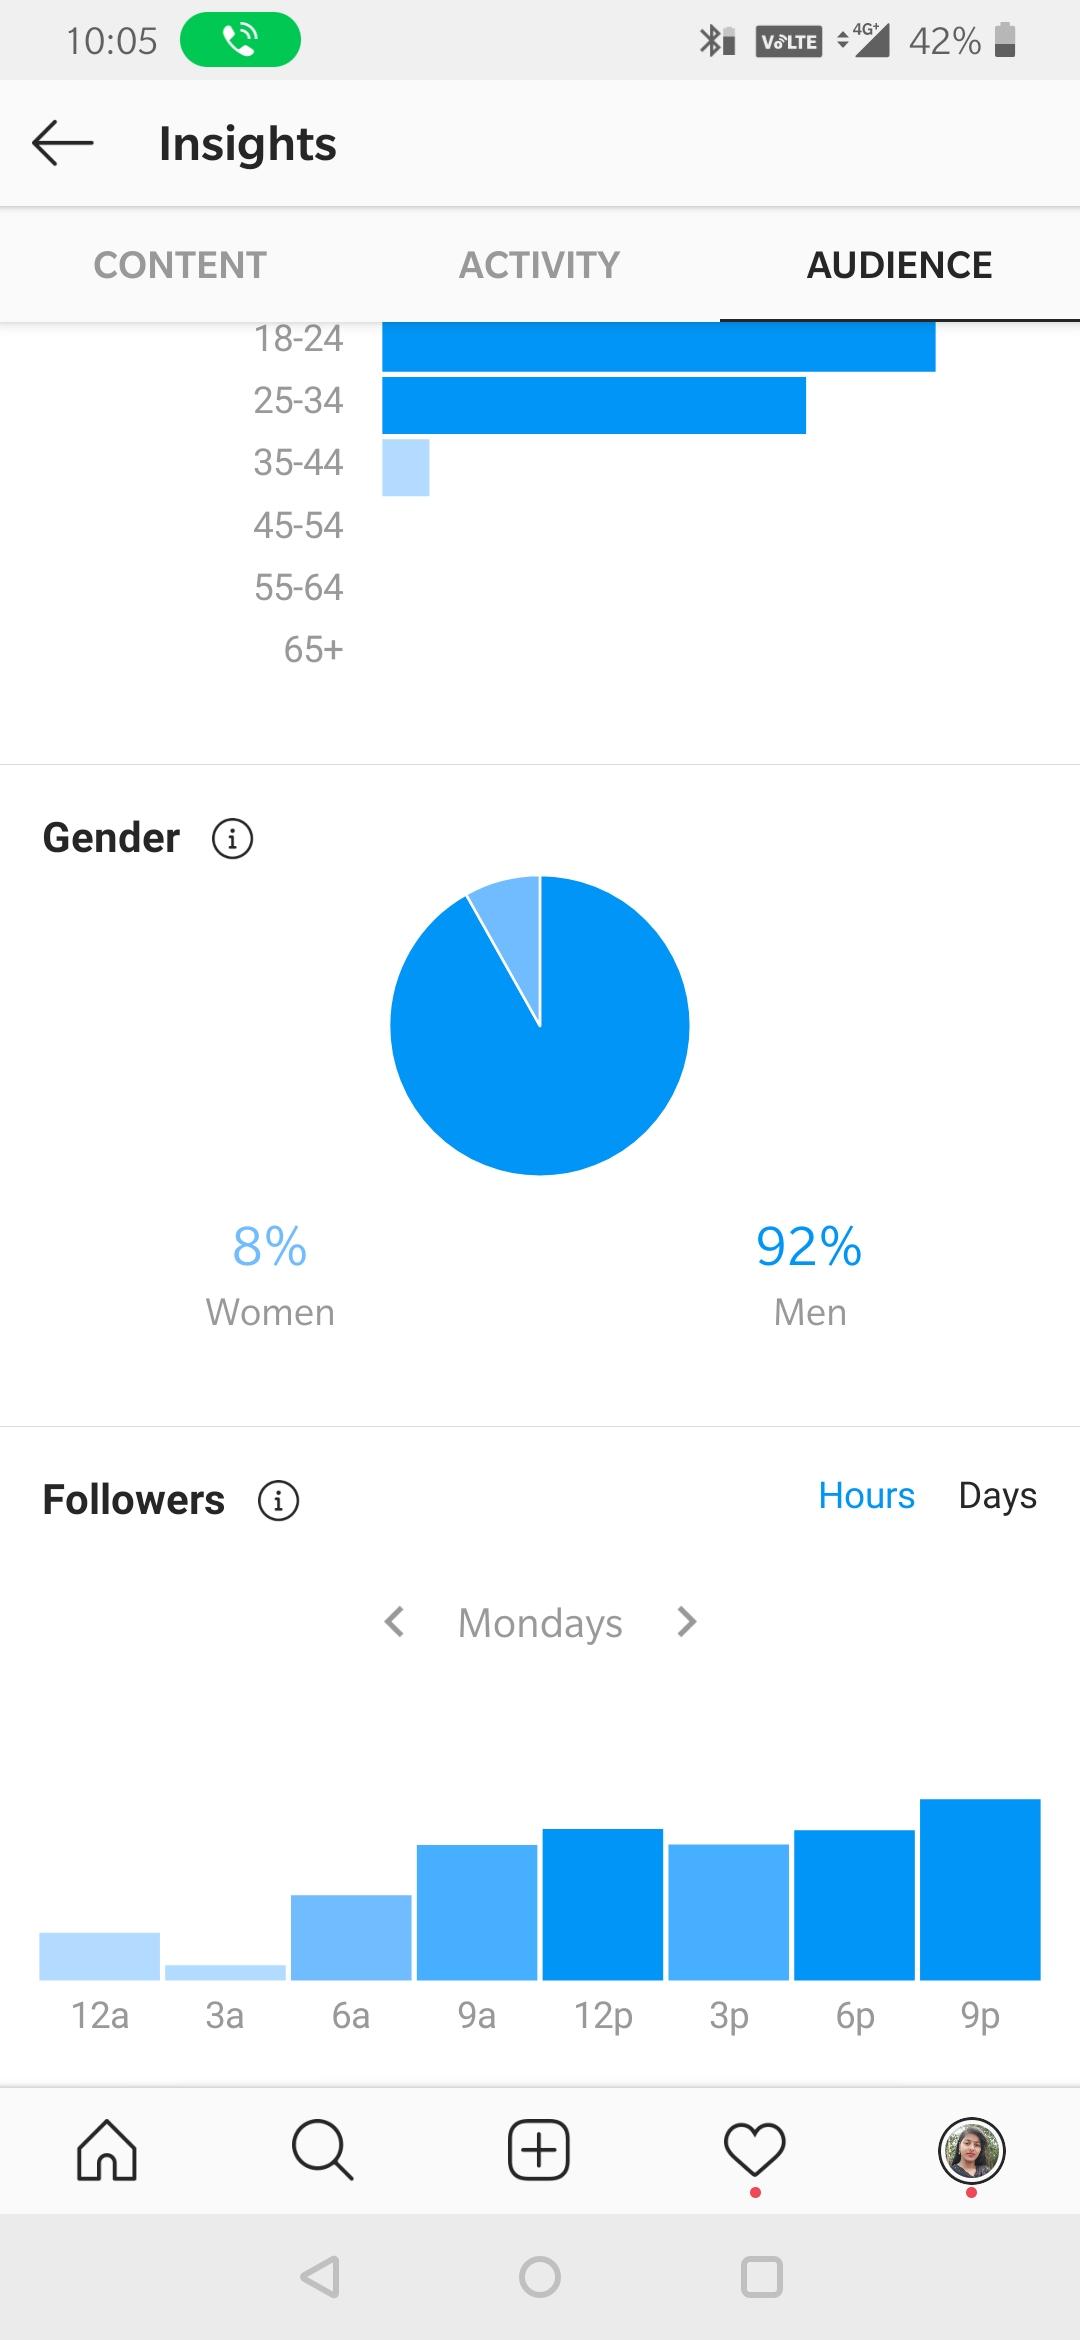 10:05 VoLTE 4G+ 42%
Insights
CONTENT ACTIVITY AUDIENCE
18-24
25-34
35-44
45-54
55-64
65+
Gender
8% 92%
Women Men
Followers Hours Days
Mondays
12a 3a 6a 9a 12p 3p 6p 9p